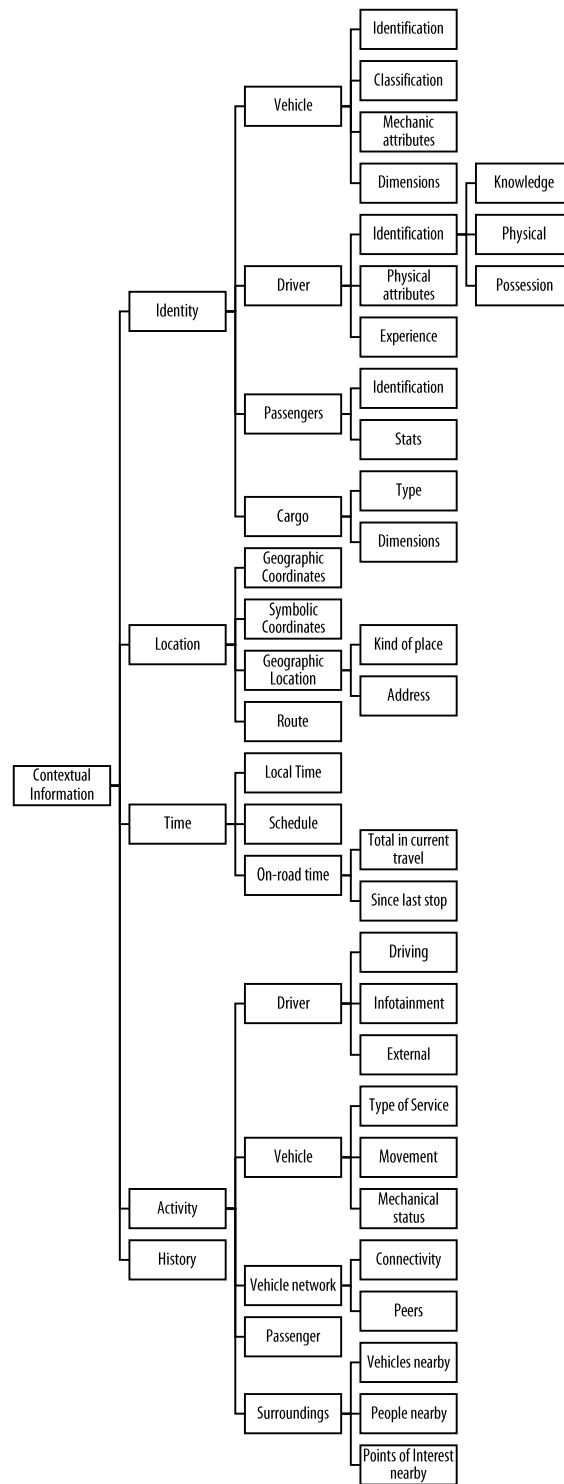 Contextual
Information
Identity
Vehicle
Identification
Classification
Mechanic
attributes
Dimensions
Driver
Identification
Knowledge
Physical
Possession
Physical
attributes
Experience
Passengers
Identification
Stats
Cargo
Type
Dimensions
Location
Geographic
Coordinates
Symbolic
Coordinates
Geographic
Location
Kind of place
Address
Route
Time
Local Time
Schedule
On-road time
Total in current
travel
Since last stop
Activity
Driver
Driving
Infotainment
External
Vehicle
Type of Service
Movement
Mechanical
status
Vehicle network
Connectivity
Peers
Passenger
Surroundings
Vehicles nearby
People nearby
Points of Interest
nearby
History